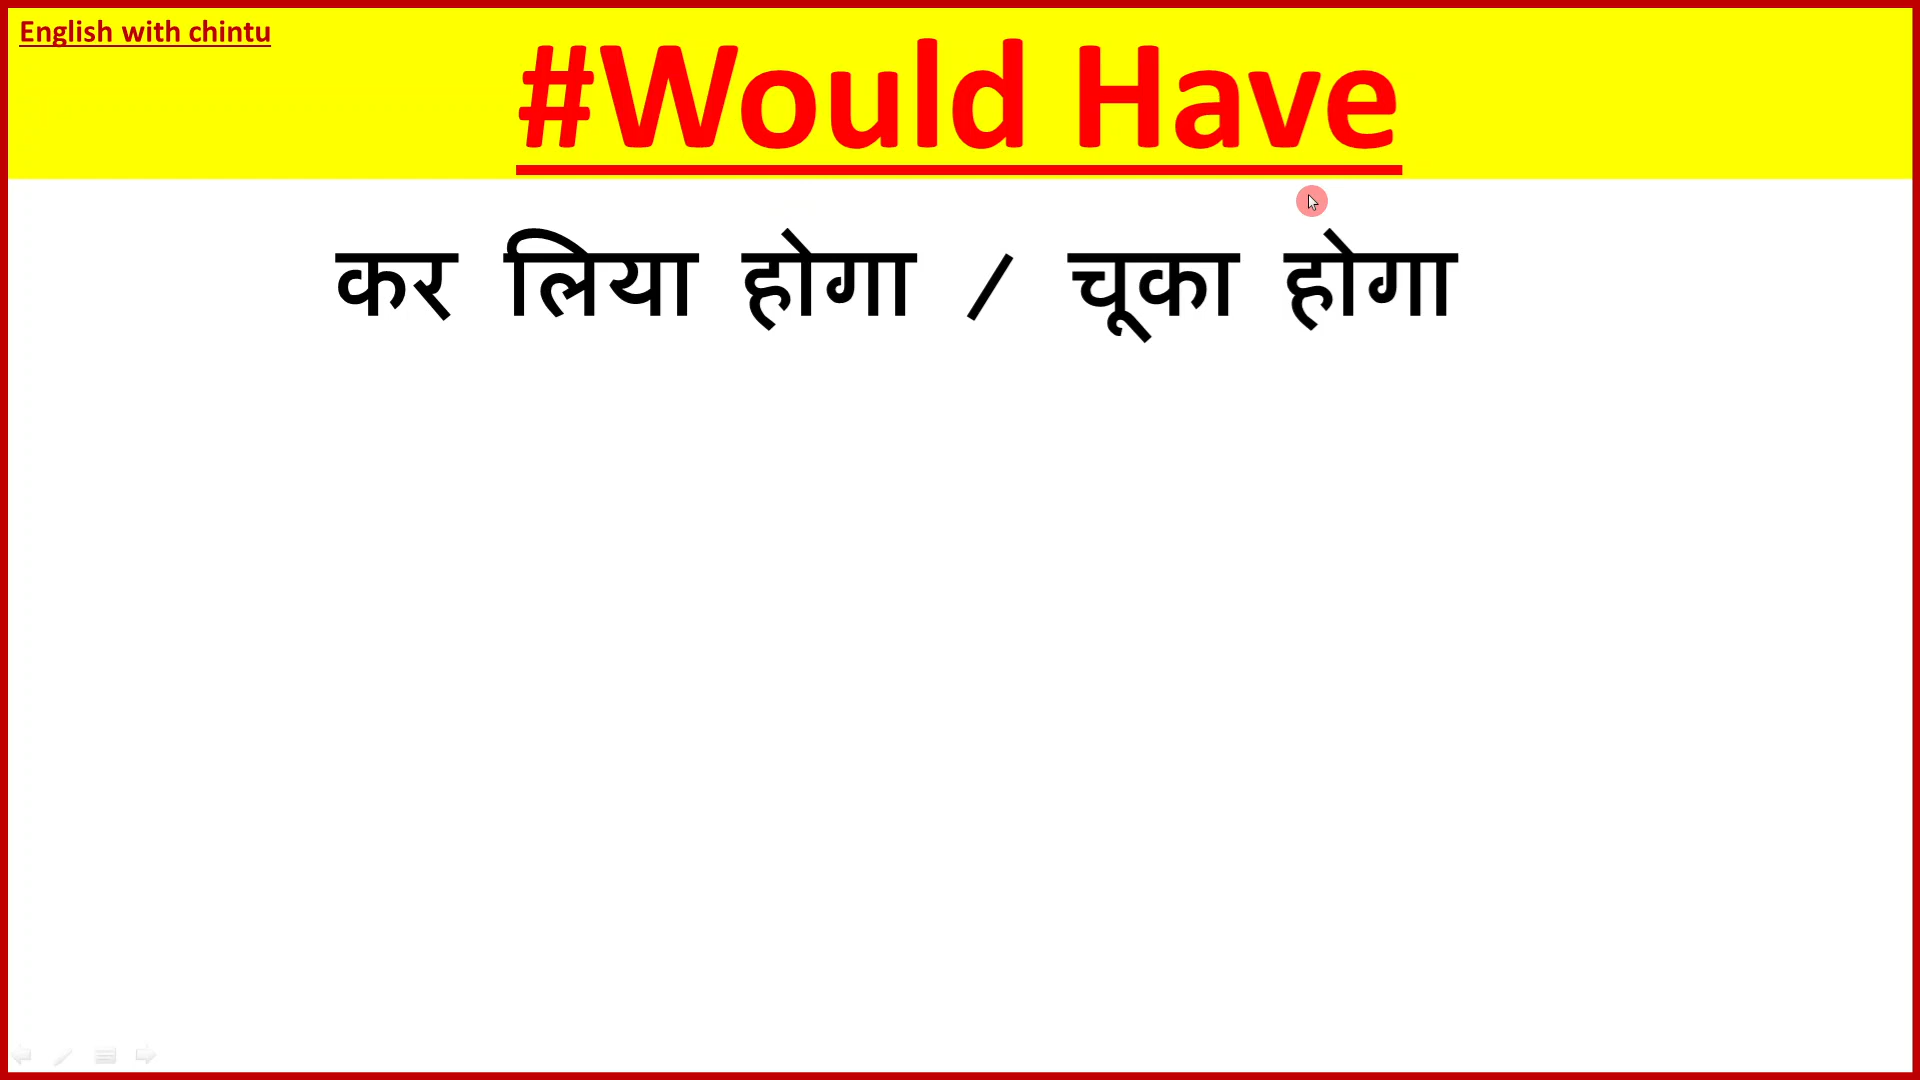 English with chintu
#Would Have
कर लिया होगा / चूका होगा